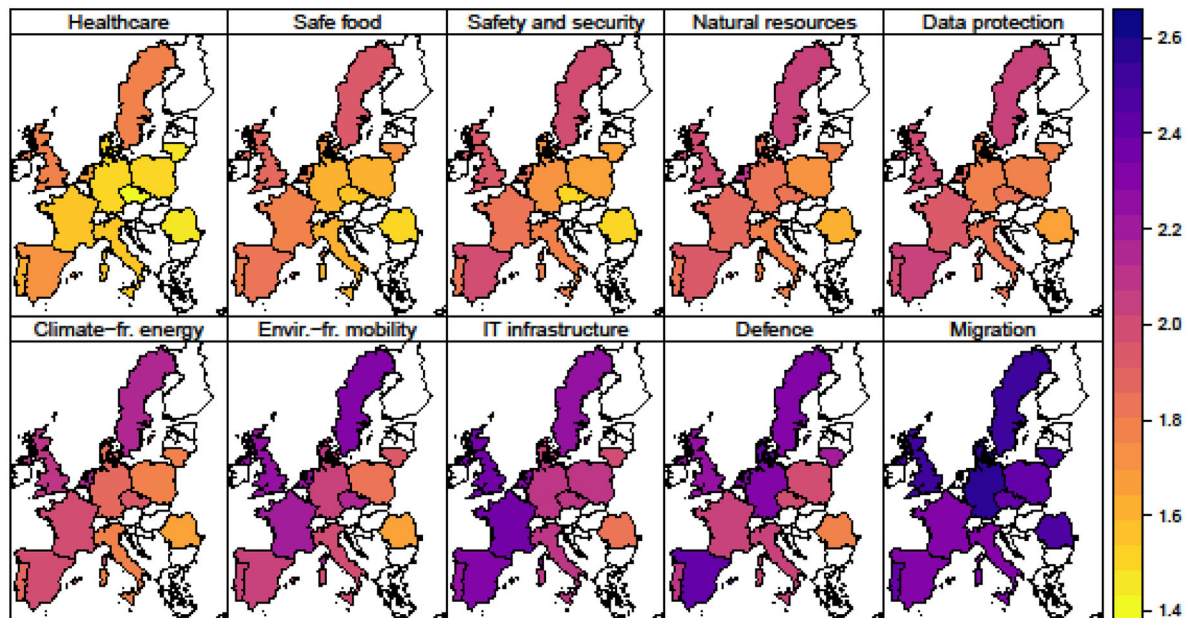 Healthcare
Safe food
Safety and security
Natural resources
Data protection
Climate−fr. energy
Envir.−fr. mobility
IT infrastructure
Defence
Migration
2.6
2.4
2.2
2.0
1.8
1.6
1.4